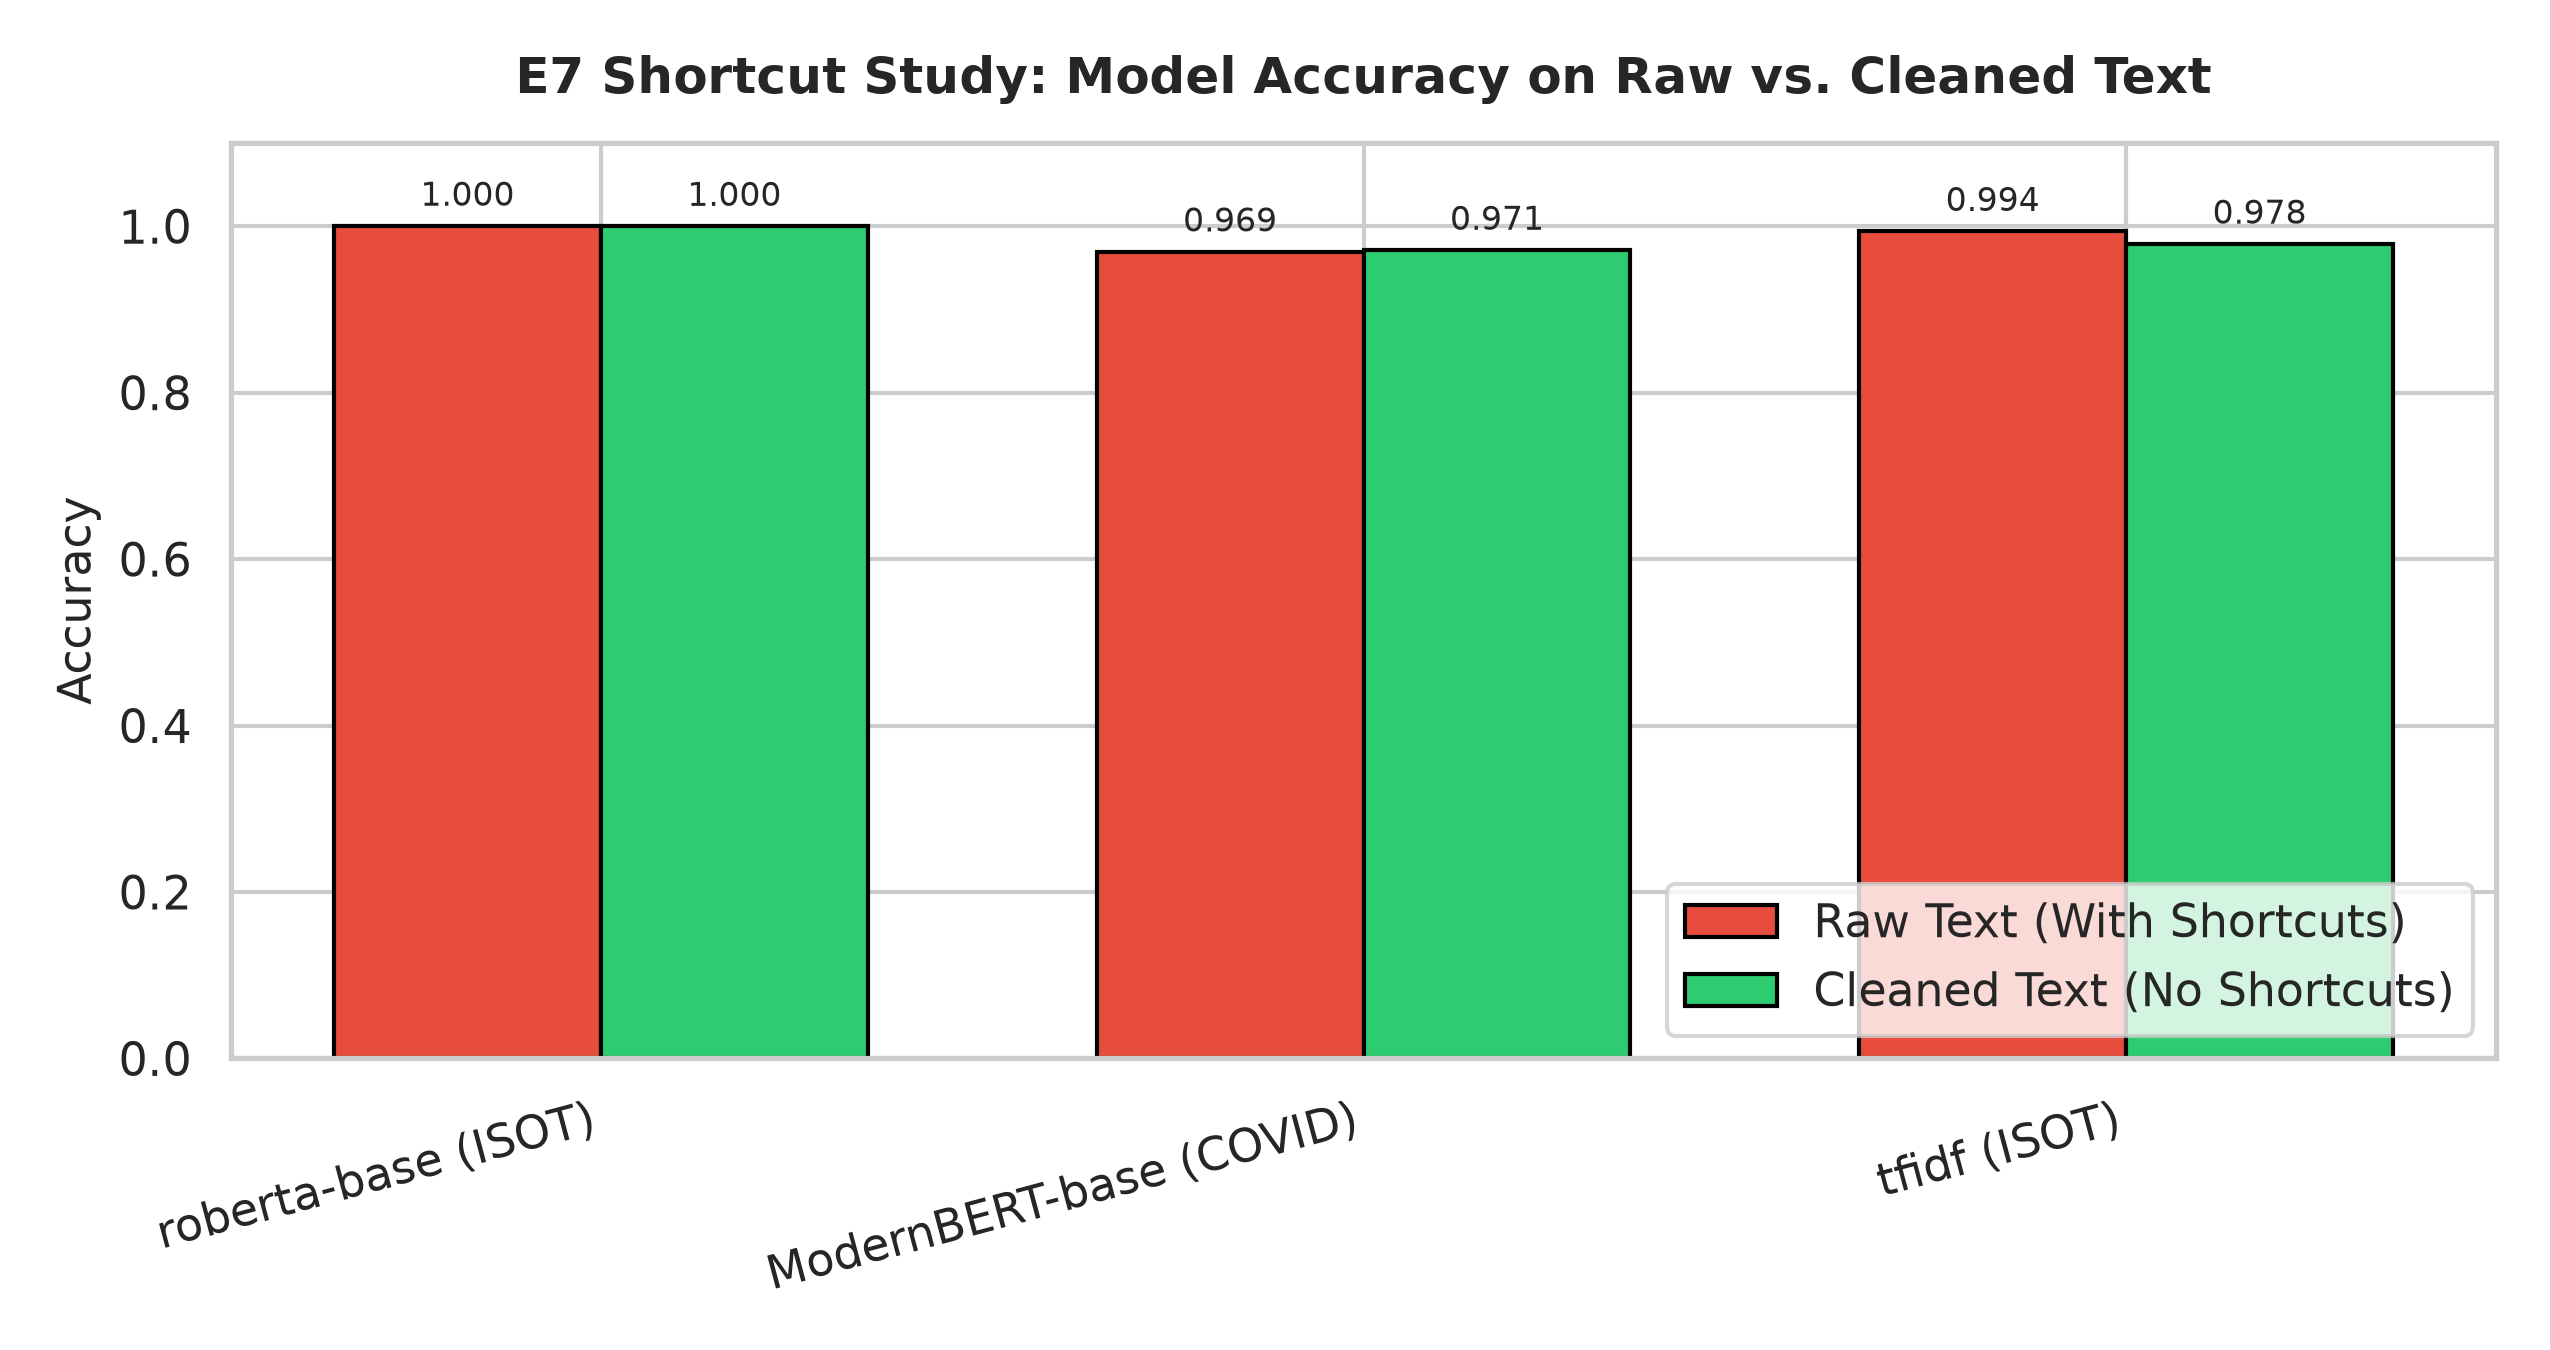 E7 Shortcut Study: Model Accuracy on Raw vs. Cleaned Text
1.000
1.000
0.969
0.971
0.994
0.978
Accuracy
1.0
0.8
0.6
0.4
0.2
0.0
Raw Text (With Shortcuts)
Cleaned Text (No Shortcuts)
roberta-base (ISOT)
ModernBERT-base (COVID)
tfidf (ISOT)